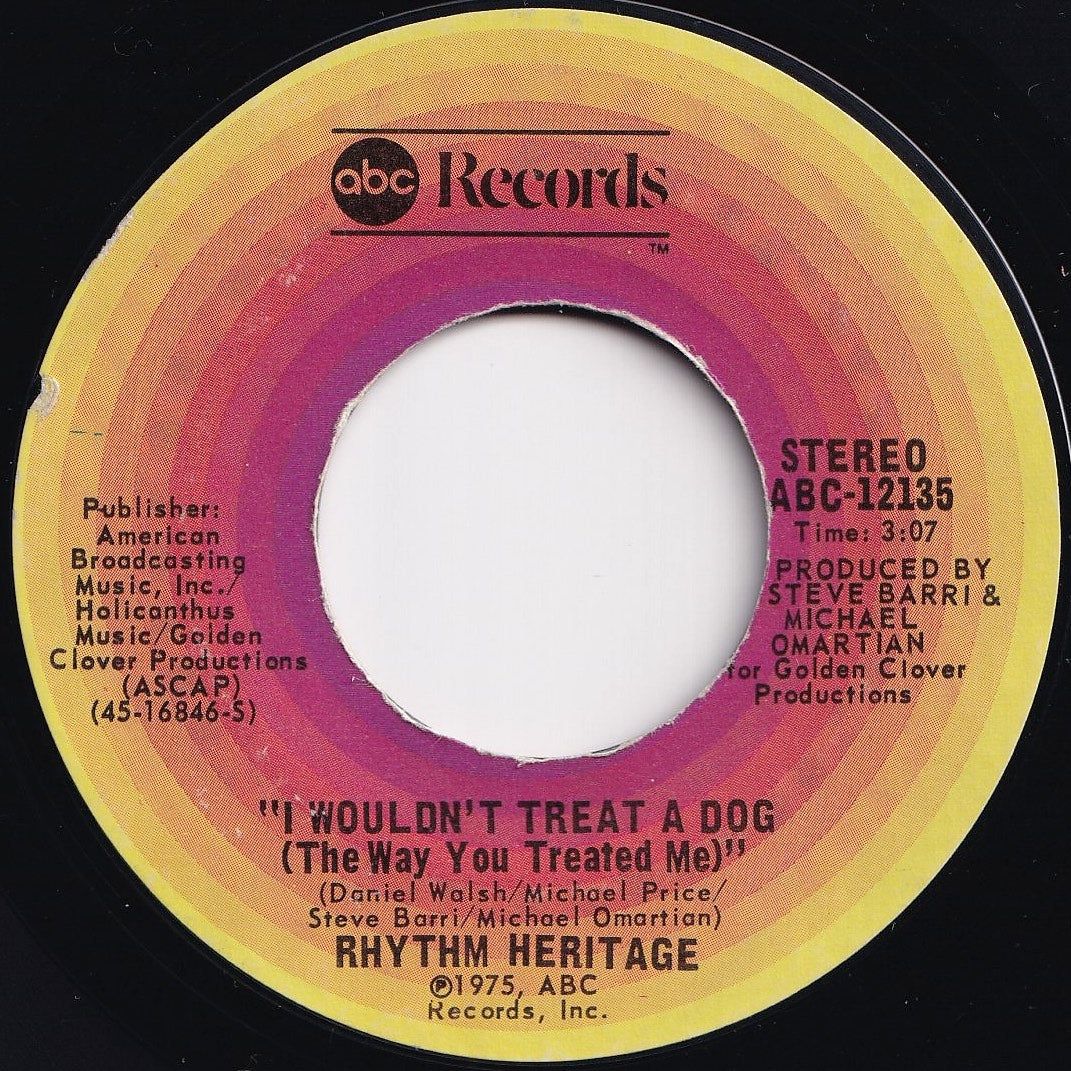 abc Records
TM
STEREO
ABC-12135
Time: 3:07
PRODUCED BY
STEVE BARRI &
MICHAEL
OMARTIAN
for Golden Clover
Productions
Publisher:
American
Broadcasting
Music, Inc./
Holicanthus
Music/Golden
Clover Productions
(ASCAP)
(45-16846-S)
"I WOULDN'T TREAT A DOG
(The Way You Treated Me)"
(Daniel Walsh/Michael Price/
Steve Barri/Michael Omartian)
RHYTHM HERITAGE
℗1975, ABC
Records, Inc.